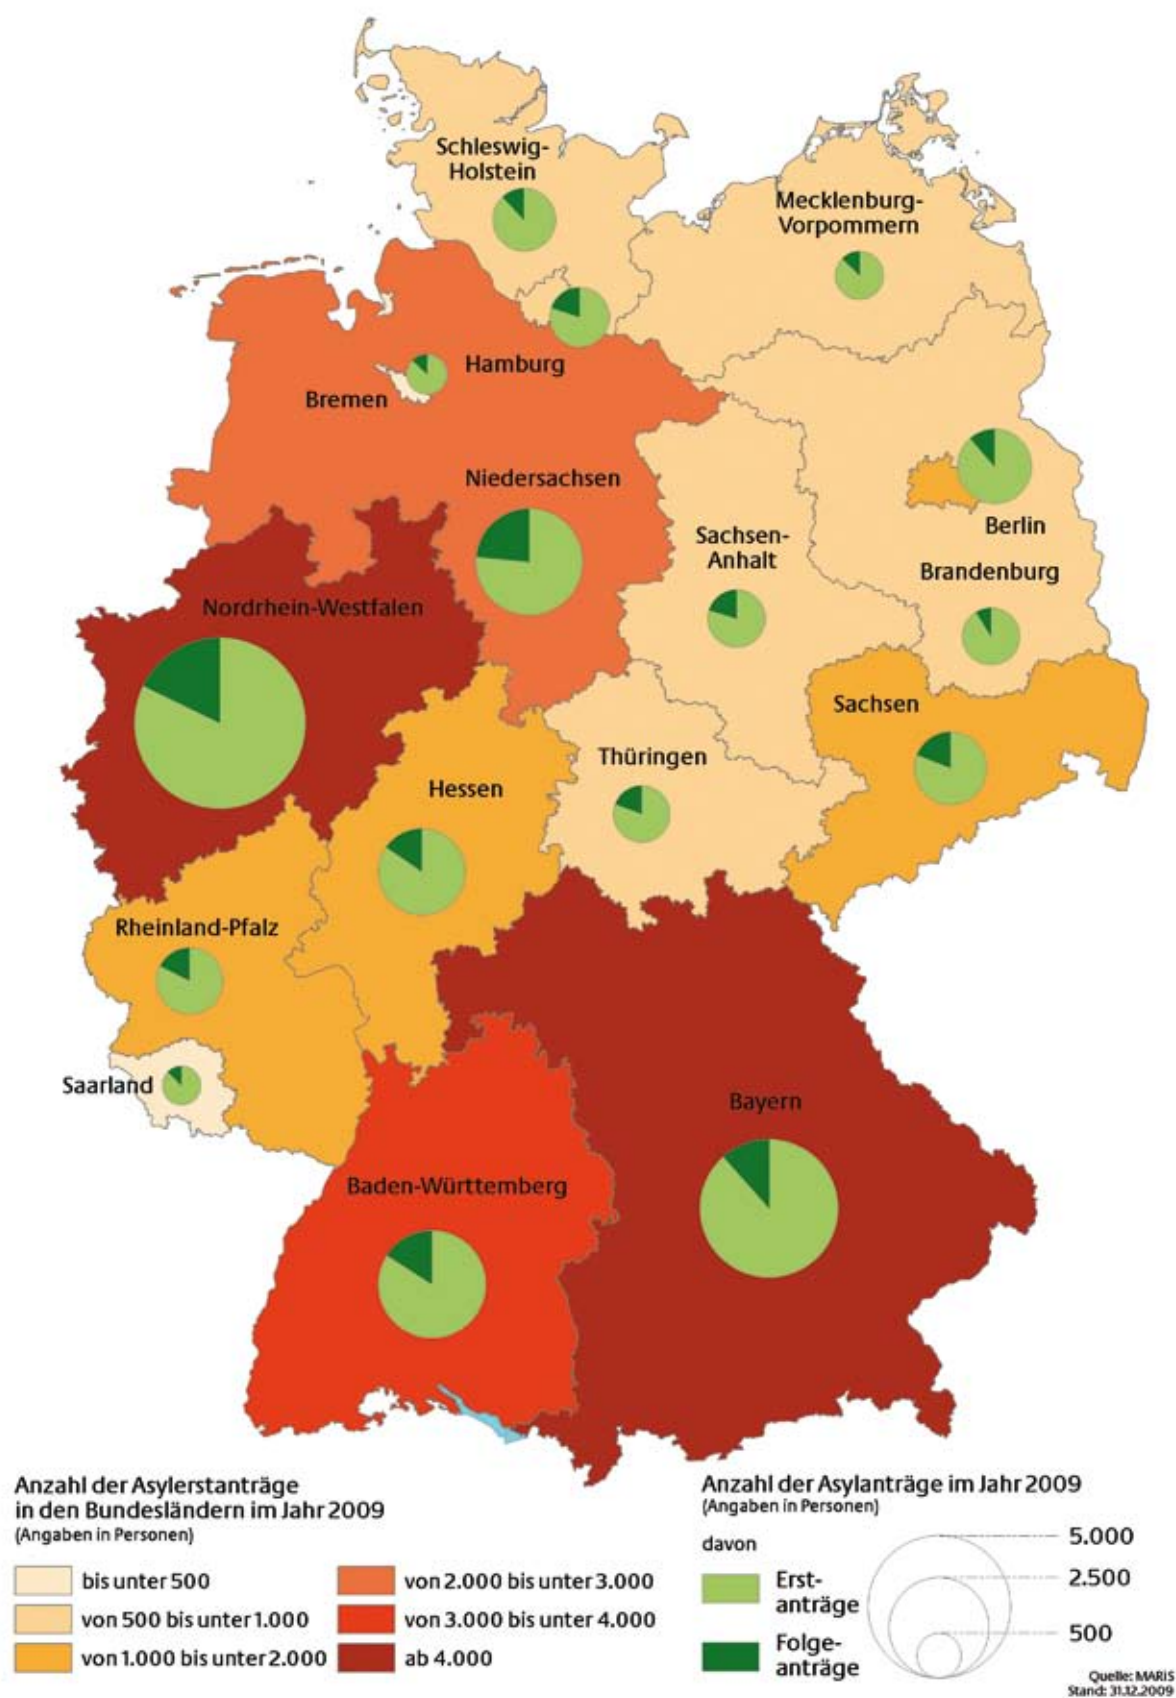 Schleswig-
Holstein
Mecklenburg-
Vorpommern
Hamburg
Bremen
Niedersachsen
Berlin
Sachsen-
Anhalt
Brandenburg
Nordrhein-Westfalen
Sachsen
Thüringen
Hessen
Rheinland-Pfalz
Saarland
Bayern
Baden-Württemberg
Anzahl der Asylerstanträge
in den Bundesländern im Jahr 2009
(Angaben in Personen)
bis unter 500
von 500 bis unter 1.000
von 1.000 bis unter 2.000
von 2.000 bis unter 3.000
von 3.000 bis unter 4.000
ab 4.000
Anzahl der Asylanträge im Jahr 2009
(Angaben in Personen)
davon
Erst-
anträge
Folge-
anträge
5.000
2.500
500
Quelle: MARiS
Stand: 31.12.2009